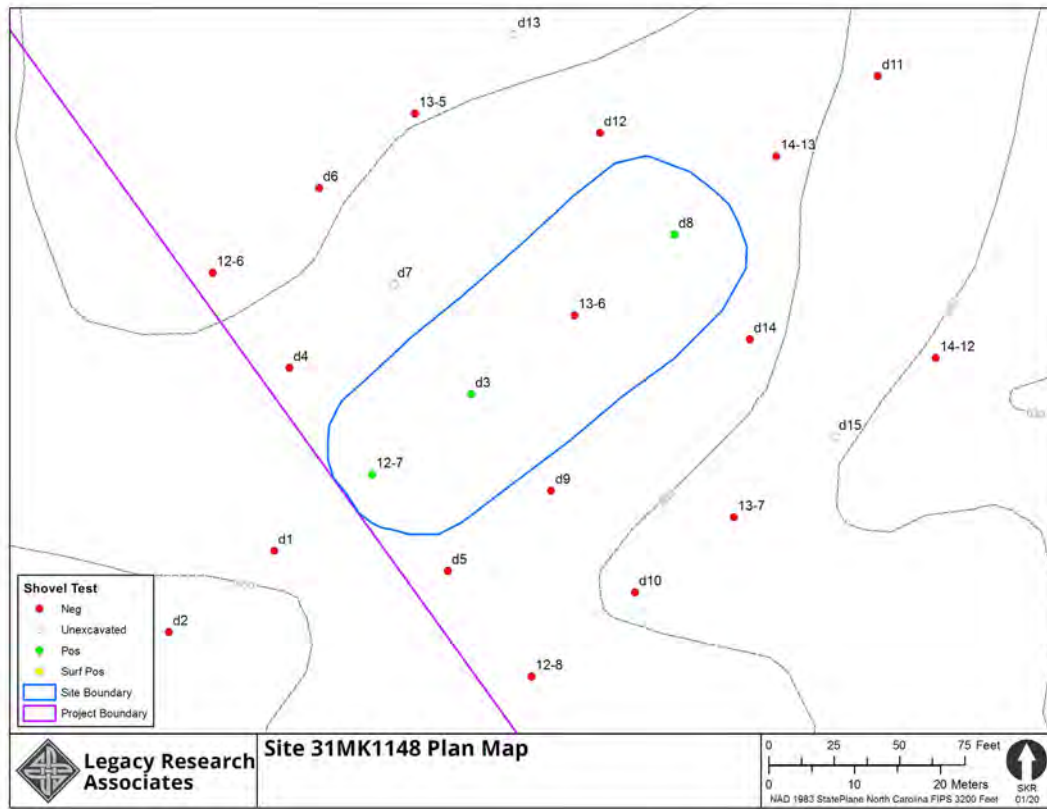 d13
d11
13-5
d12
14-13
d6
d8
12-6
d7
13-6
d14
14-12
d4
d3
d15
12-7
d9
13-7
d1
d5
d10
d2
12-8
Shovel Test
Neg
Unexcavated
Pos
Surf Pos
Site Boundary
Project Boundary
Legacy Research
Associates
Site 31MK1148 Plan Map
0 25 50 75 Feet
0 10 20 Meters
NAD 1983 StatePlane North Carolina FIPS 3200 Feet
SKR
01/20